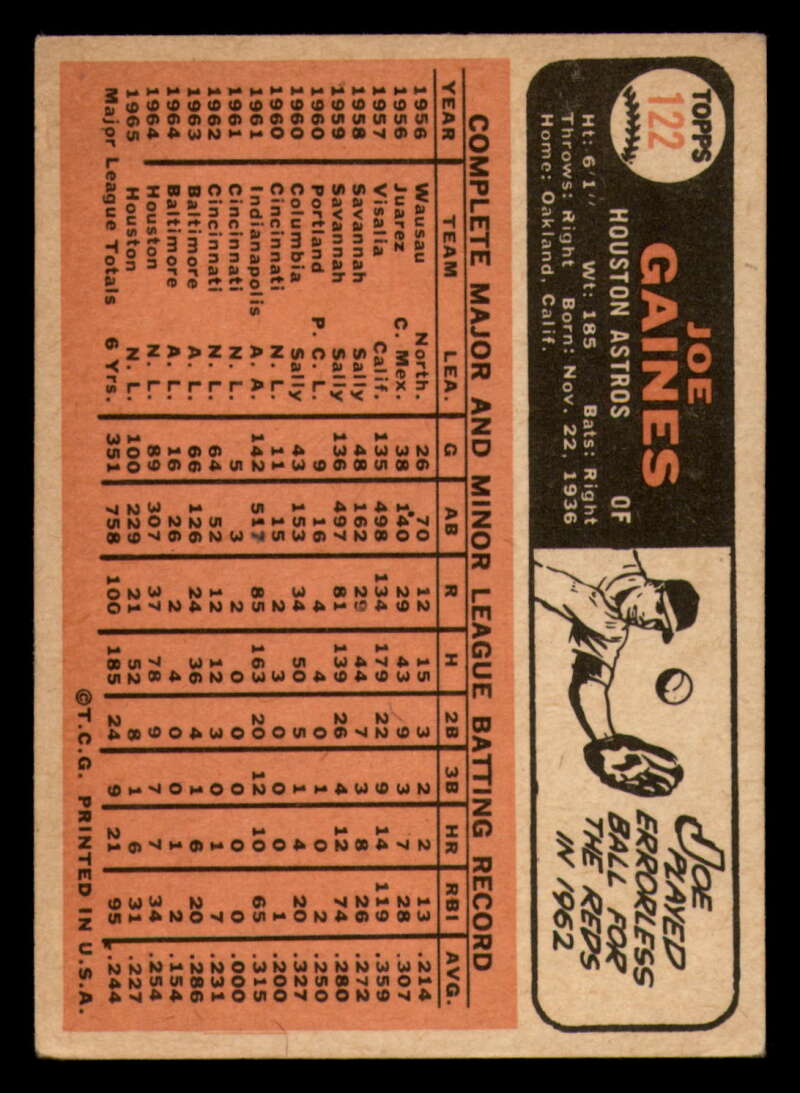 TOPPS
122
JOE
GAINES
HOUSTON ASTROS OF
Ht: 6'1" Wt: 185 Bats: Right
Throws: Right Born: Nov. 22, 1936
Home: Oakland, Calif.
JOE
PLAYED
ERRORLESS
BALL FOR
THE REDS
IN 1962
COMPLETE MAJOR AND MINOR LEAGUE BATTING RECORD
YEAR TEAM LEA. G AB R H 2B 3B HR RBI AVG.
1956 Wausau North. 26 70 12 15 3 2 2 13 .214
1956 Juarez C. Mex. 38 140 29 43 9 3 7 28 .307
1957 Visalia Calif. 135 498 134 179 22 9 14 119 .359
1958 Savannah Sally 48 162 29 44 7 3 8 26 .272
1959 Savannah Sally 136 497 81 139 26 4 12 74 .280
1960 Portland P. C. L. 9 16 4 4 0 1 0 2 .250
1960 Columbia Sally 43 153 34 50 5 1 4 20 .327
1960 Cincinnati N. L. 11 15 2 3 0 0 0 1 .200
1961 Indianapolis A. A. 142 517 85 163 20 12 10 65 .315
1961 Cincinnati N. L. 5 3 2 0 0 0 0 0 .000
1962 Cincinnati N. L. 64 52 12 12 3 0 1 7 .231
1963 Baltimore A. L. 66 126 24 36 4 1 6 20 .286
1964 Baltimore A. L. 16 26 2 4 0 0 1 2 .154
1964 Houston N. L. 89 307 37 78 9 7 7 34 .254
1965 Houston N. L. 100 229 21 52 8 1 6 31 .227
Major League Totals 6 Yrs. 351 758 100 185 24 9 21 95 .244
©T.C.G. PRINTED IN U.S.A.